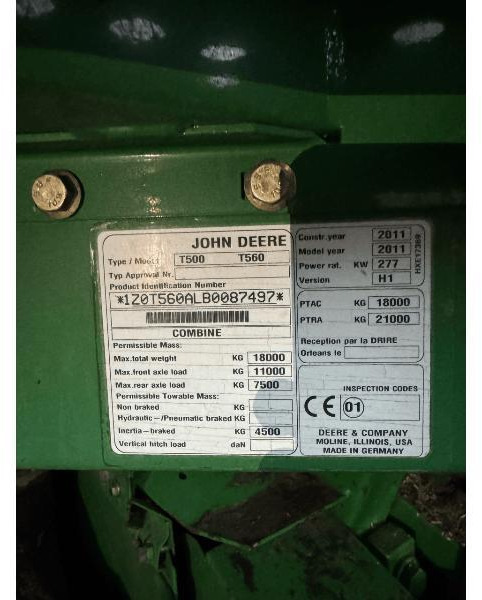 JOHN DEERE
Type / Model T500 T560
Typ Approval Nr.
Product Identification Number
*1Z0T560ALB0087497*
COMBINE
Permissible Mass:
Max.total weight KG 18000
Max.front axle load KG 11000
Max.rear axle load KG 7500
Permissible Towable Mass:
Non braked KG
Hydraulic-/Pneumatic braked KG
Inertia-braked KG 4500
Vertical hitch load daN
Constr.year 2011
Model year 2011
Power rat. KW 277
Version H1
HXE17388
PTAC KG 18000
PTRA KG 21000
Reception par la DRIRE
Orleans le
INSPECTION CODES
CE 01
DEERE & COMPANY
MOLINE, ILLINOIS, USA
MADE IN GERMANY